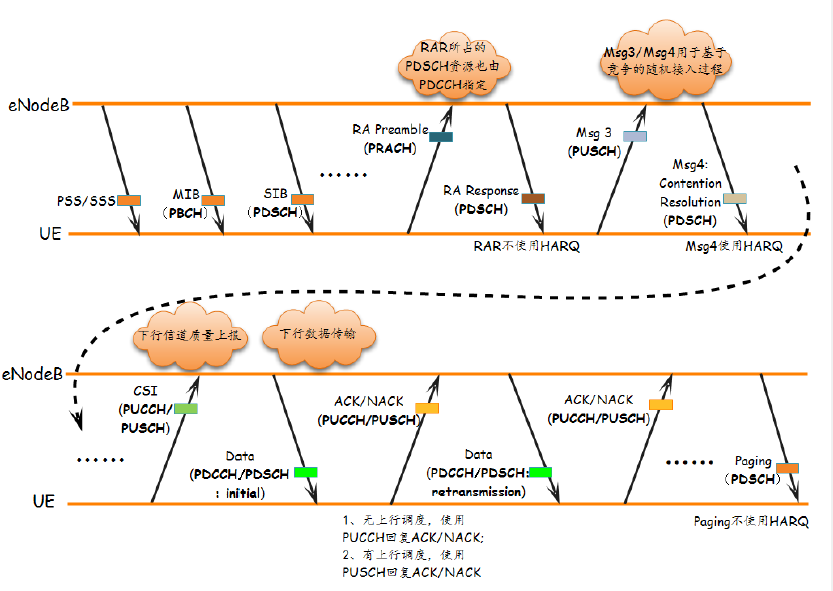 RAR所占的
PDSCH资源也由
PDCCH指定
Msg3/Msg4用于基于
竞争的随机接入过程
eNodeB
RA Preamble
(PRACH)
Msg 3
(PUSCH)
······
PSS/SSS
MIB
(PBCH)
SIB
(PDSCH)
RA Response
(PDSCH)
Msg4:
Contention
Resolution
(PDSCH)
UE
RAR不使用HARQ
Msg4使用HARQ
下行信道质量上报
下行数据传输
eNodeB
CSI
(PUCCH/
PUSCH)
ACK/NACK
(PUCCH/PUSCH)
ACK/NACK
(PUCCH/PUSCH)
······
Data
(PDCCH/PDSCH
: initial)
Data
(PDCCH/PDSCH:
retransmission)
······
Paging
(PDSCH)
UE
1、无上行调度，使用
PUCCH回复ACK/NACK;
2、有上行调度，使用
PUSCH回复ACK/NACK
Paging不使用HARQ